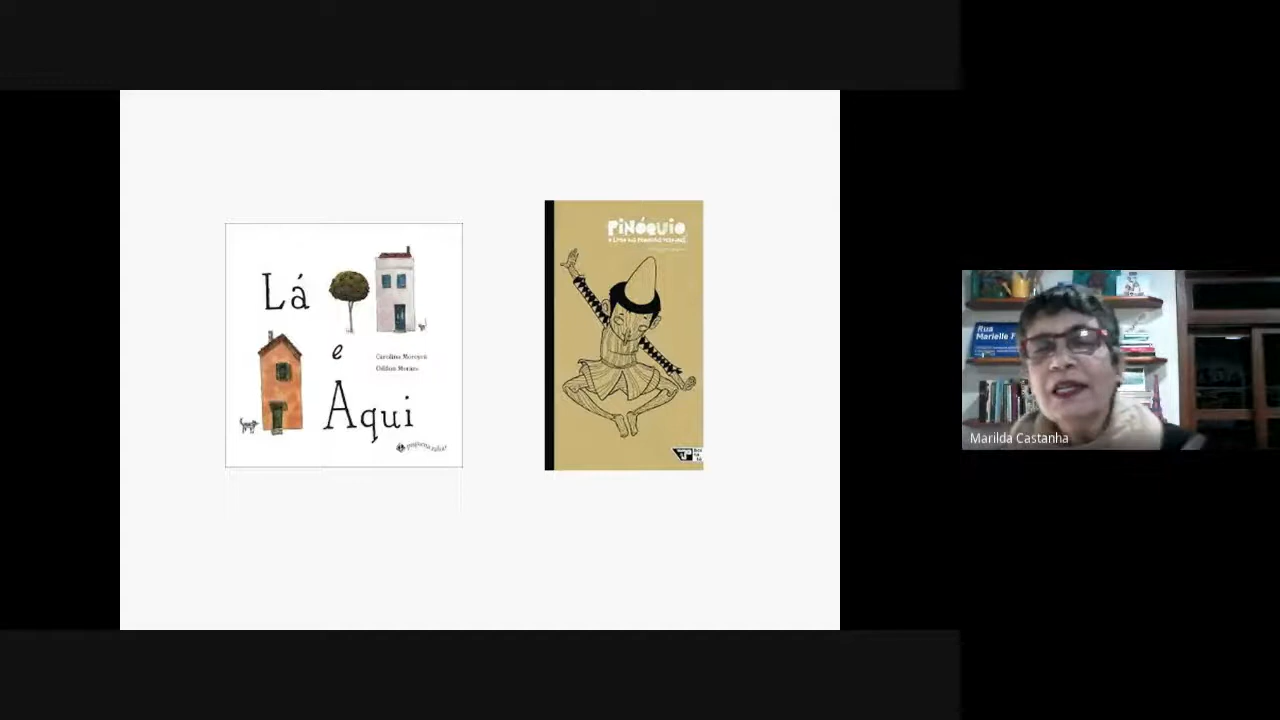 Lá
e
Aqui
Carolina Moreyra
Odilon Moraes
PINÓQUIO
Rua
Marielle F
Marilda Castanha